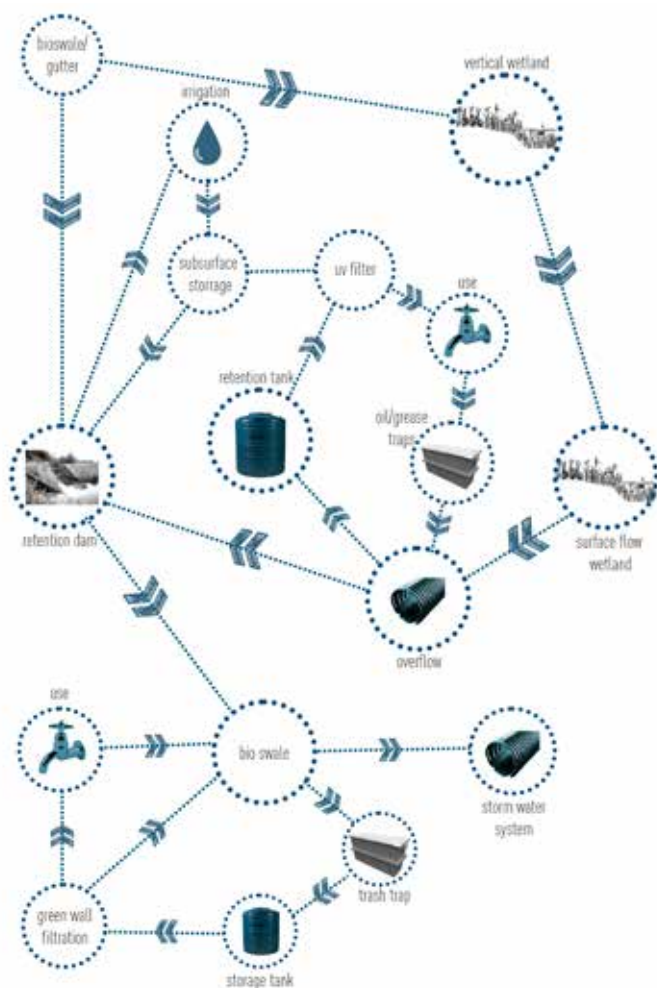 bioswale/
gutter
vertical wetland
irrigation
subsurface
storrage
uv filter
use
retention tank
oil/grease
traps
retention dam
surface flow
wetland
overflow
use
bio swale
storm water
system
trash trap
green wall
filtration
storage tank